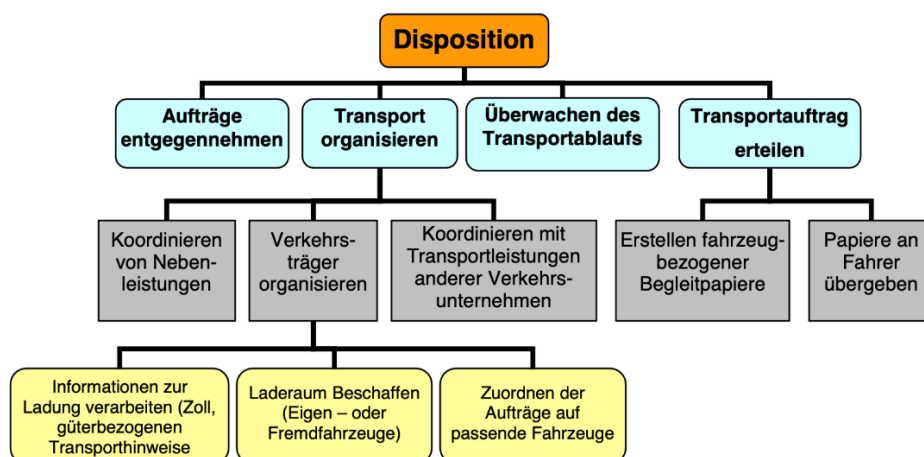 Disposition
Aufträge
entgegennehmen
Transport
organisieren
Überwachen des
Transportablaufs
Transportauftrag
erteilen
Koordinieren
von Neben-
leistungen
Verkehrs-
träger
organisieren
Koordinieren mit
Transportleistungen
anderer Verkehrs-
unternehmen
Erstellen fahrzeug-
bezogener
Begleitpapiere
Papiere an
Fahrer
übergeben
Informationen zur
Ladung verarbeiten (Zoll,
güterbezogenen
Transporthinweise
Laderaum Beschaffen
(Eigen – oder
Fremdfahrzeuge)
Zuordnen der
Aufträge auf
passende Fahrzeuge